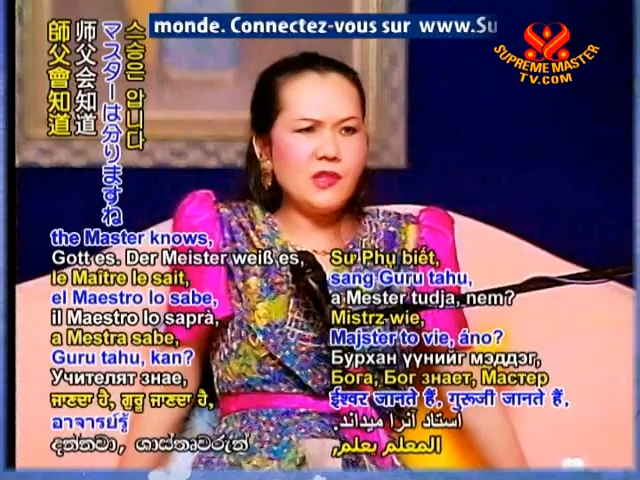 monde. Connectez-vous sur www.Su
SUPREME MASTER
TV.COM
師父會知道
师父会知道
マスターは分りますね
스승은 압니다
the Master knows,
Gott es. Der Meister weiß es,
le Maître le sait,
el Maestro lo sabe,
il Maestro lo saprà,
a Mestra sabe,
Guru tahu, kan?
Учителят знае,
ਜਾਣਦਾ ਹੈ, ਗੁਰੂ ਜਾਣਦਾ ਹੈ,
อาจารย์รู้
දන්නවා, ශාස්තෘවරුන්
Sư Phụ biết,
sang Guru tahu,
a Mester tudja, nem?
Mistrz wie,
Majster to vie, áno?
Бурхан үүнийг мэддэг,
Бога, Бог знает, Мастер
ईश्वर जानते हैं, गुरूजी जानते हैं,
استاد آنرا میداند,
المعلم يعلم,